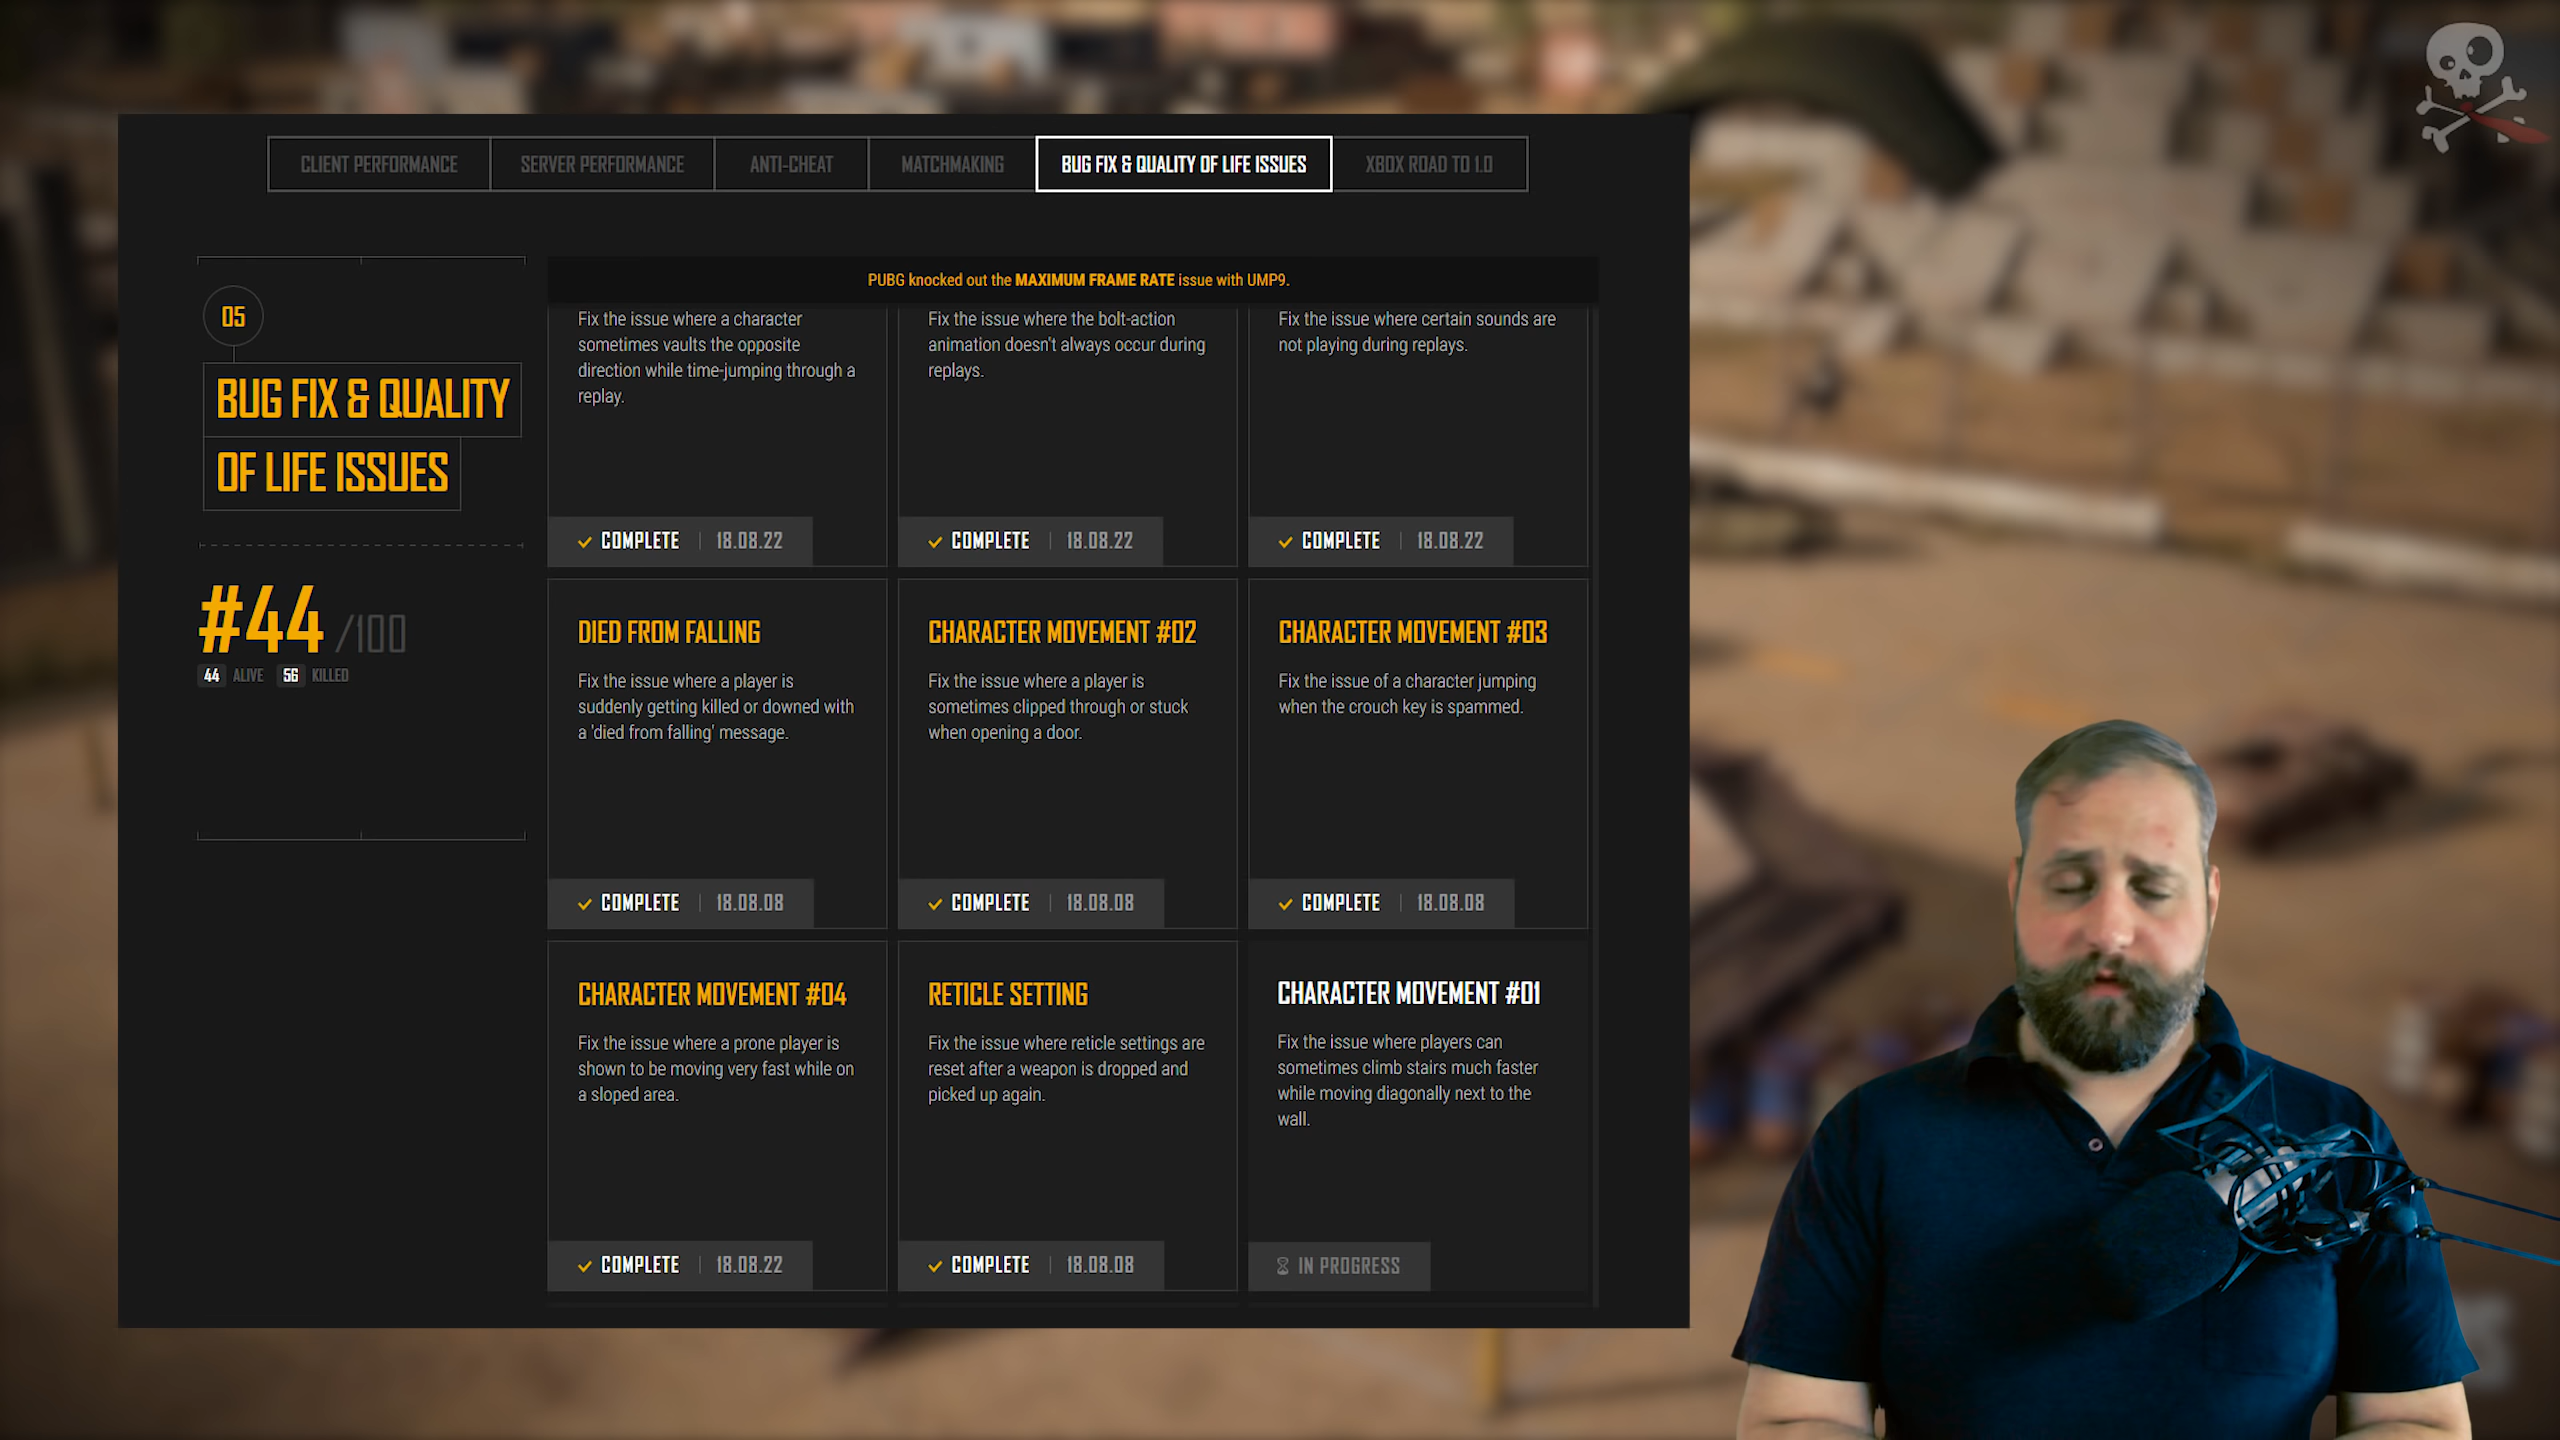 CLIENT PERFORMANCE
SERVER PERFORMANCE
ANTI-CHEAT
MATCHMAKING
BUG FIX & QUALITY OF LIFE ISSUES
XBOX ROAD TO 1.0
05
BUG FIX & QUALITY
OF LIFE ISSUES
#44 /100
44 ALIVE 56 KILLED
PUBG knocked out the MAXIMUM FRAME RATE issue with UMP9.
Fix the issue where a character
sometimes vaults the opposite
direction while time-jumping through a
replay.
COMPLETE | 18.08.22
Fix the issue where the bolt-action
animation doesn't always occur during
replays.
COMPLETE | 18.08.22
Fix the issue where certain sounds are
not playing during replays.
COMPLETE | 18.08.22
DIED FROM FALLING
Fix the issue where a player is
suddenly getting killed or downed with
a 'died from falling' message.
COMPLETE | 18.08.08
CHARACTER MOVEMENT #02
Fix the issue where a player is
sometimes clipped through or stuck
when opening a door.
COMPLETE | 18.08.08
CHARACTER MOVEMENT #03
Fix the issue of a character jumping
when the crouch key is spammed.
COMPLETE | 18.08.08
CHARACTER MOVEMENT #04
Fix the issue where a prone player is
shown to be moving very fast while on
a sloped area.
COMPLETE | 18.08.22
RETICLE SETTING
Fix the issue where reticle settings are
reset after a weapon is dropped and
picked up again.
COMPLETE | 18.08.08
CHARACTER MOVEMENT #01
Fix the issue where players can
sometimes climb stairs much faster
while moving diagonally next to the
wall.
IN PROGRESS